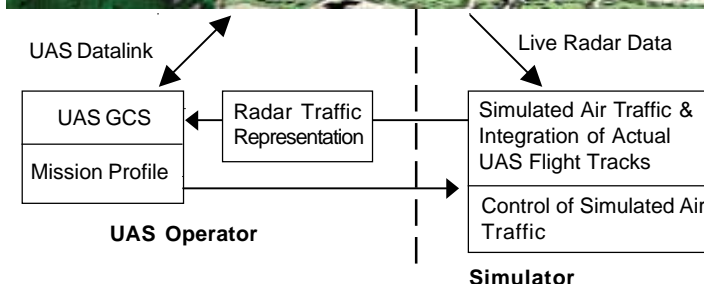 UAS Datalink
Live Radar Data
UAS GCS
Mission Profile
Radar Traffic
Representation
Simulated Air Traffic &
Integration of Actual
UAS Flight Tracks
Control of Simulated Air
Traffic
UAS Operator
Simulator